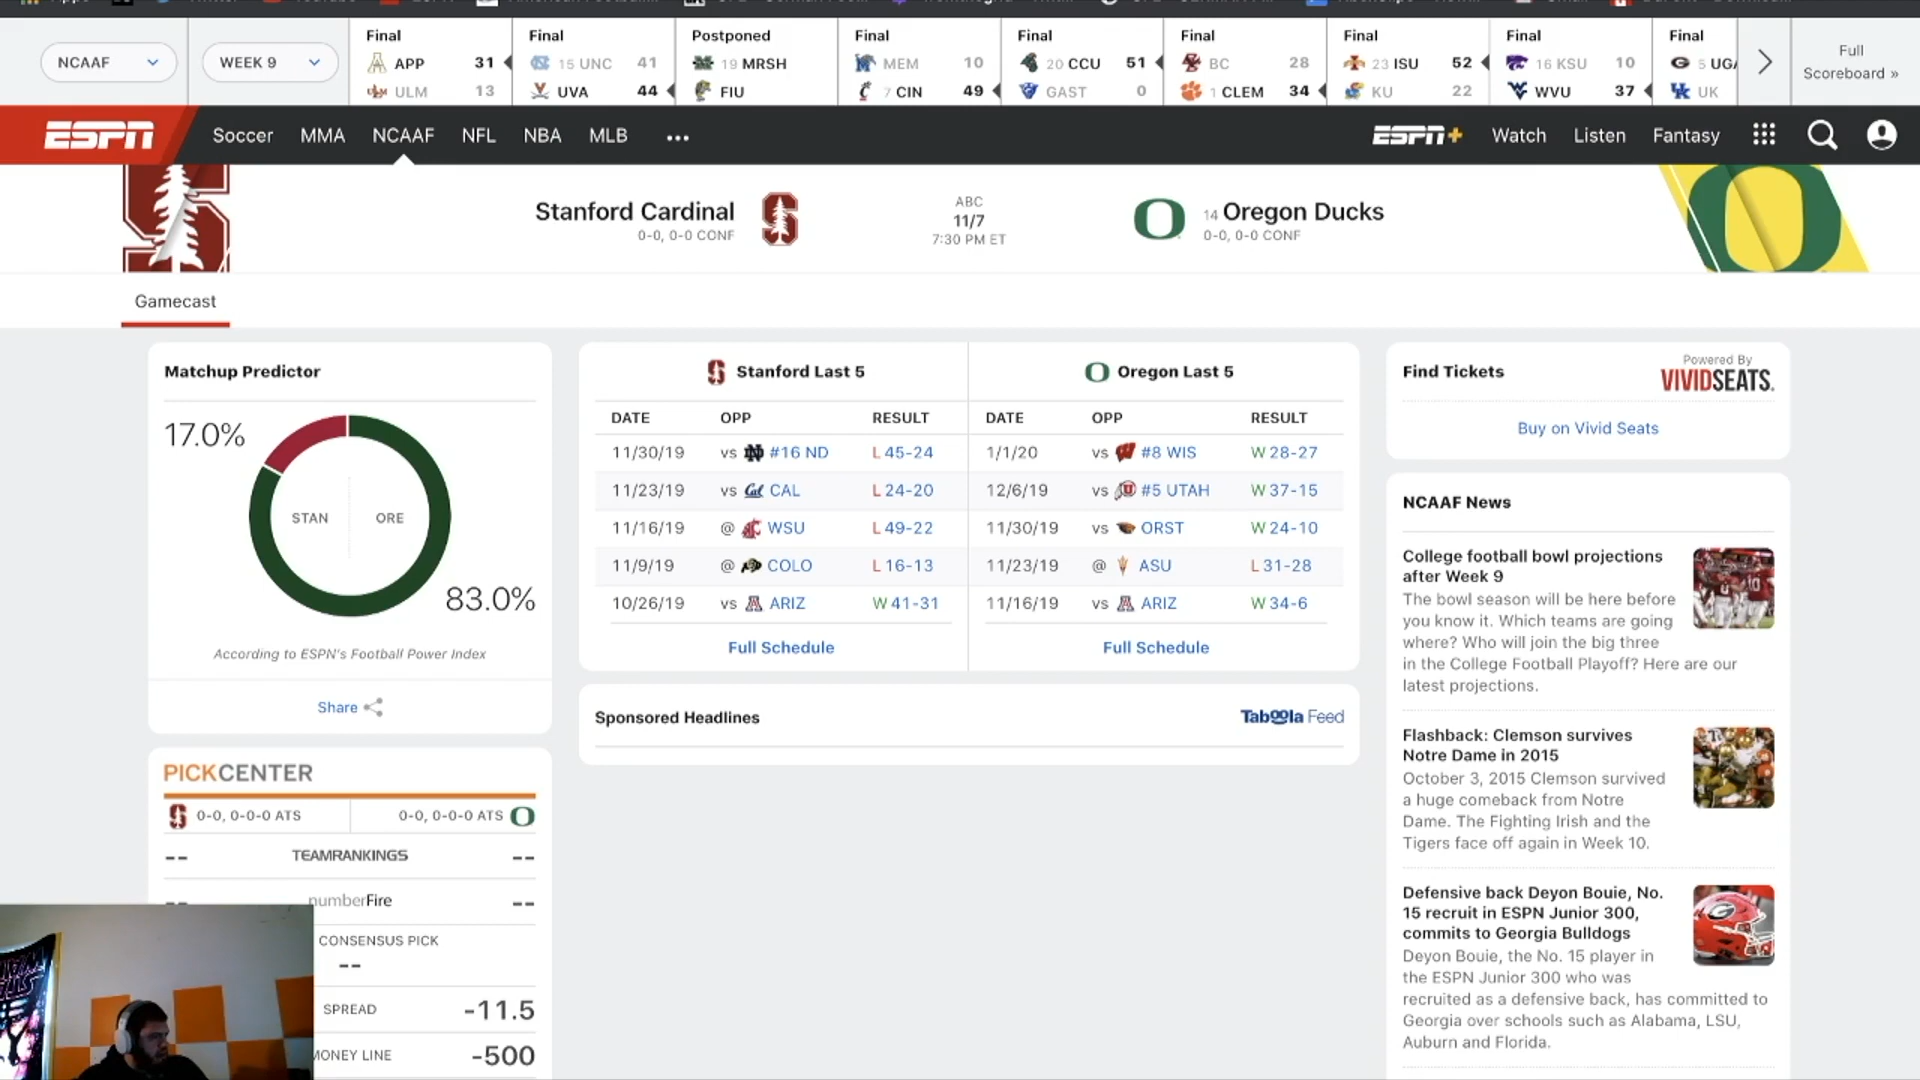 NCAAF
WEEK 9
Final
APP 31
ULM 13
Final
15 UNC 41
UVA 44
Postponed
19 MRSH
FIU
Final
MEM 10
7 CIN 49
Final
20 CCU 51
GAST 0
Final
BC 28
1 CLEM 34
Final
23 ISU 52
KU 22
Final
16 KSU 10
WVU 37
Final
5 UGA
UK
Full
Scoreboard »
ESPN
Soccer
MMA
NCAAF
NFL
NBA
MLB
...
ESPN+
Watch
Listen
Fantasy
Stanford Cardinal
0-0, 0-0 CONF
ABC
11/7
7:30 PM ET
14 Oregon Ducks
0-0, 0-0 CONF
Gamecast
Matchup Predictor
17.0%
STAN
ORE
83.0%
According to ESPN's Football Power Index
Share
PICKCENTER
0-0, 0-0-0 ATS
0-0, 0-0-0 ATS
-- TEAMRANKINGS --
-- numberFire --
CONSENSUS PICK
--
SPREAD -11.5
MONEY LINE -500
Stanford Last 5
DATE OPP RESULT
11/30/19 vs #16 ND L 45-24
11/23/19 vs CAL L 24-20
11/16/19 @ WSU L 49-22
11/9/19 @ COLO L 16-13
10/26/19 vs ARIZ W 41-31
Full Schedule
Oregon Last 5
DATE OPP RESULT
1/1/20 vs #8 WIS W 28-27
12/6/19 vs #5 UTAH W 37-15
11/30/19 vs ORST W 24-10
11/23/19 @ ASU L 31-28
11/16/19 vs ARIZ W 34-6
Full Schedule
Sponsored Headlines
Taboola Feed
Find Tickets
Powered By
VIVIDSEATS.
Buy on Vivid Seats
NCAAF News
College football bowl projections
after Week 9
The bowl season will be here before
you know it. Which teams are going
where? Who will join the big three
in the College Football Playoff? Here are our
latest projections.
Flashback: Clemson survives
Notre Dame in 2015
October 3, 2015 Clemson survived
a huge comeback from Notre
Dame. The Fighting Irish and the
Tigers face off again in Week 10.
Defensive back Deyon Bouie, No.
15 recruit in ESPN Junior 300,
commits to Georgia Bulldogs
Deyon Bouie, the No. 15 player in
the ESPN Junior 300 who was
recruited as a defensive back, has committed to
Georgia over schools such as Alabama, LSU,
Auburn and Florida.